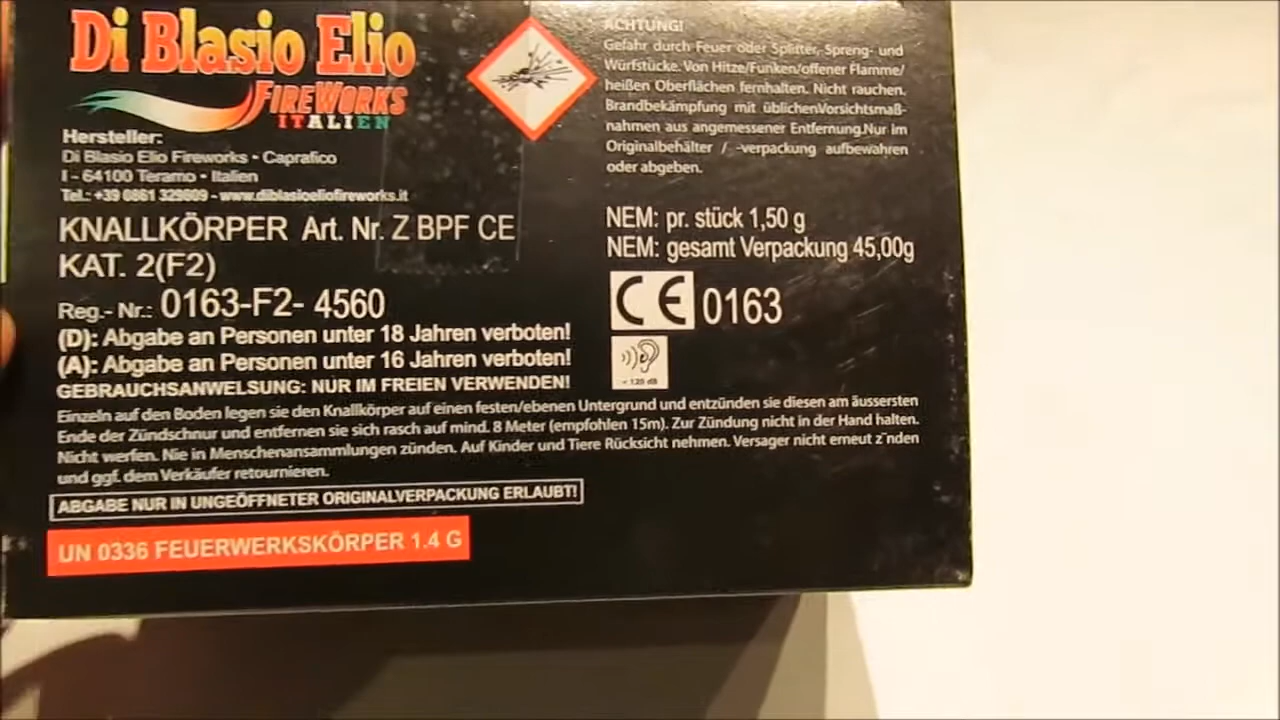 Di Blasio Elio
FIREWORKS
ITALIEN
Hersteller:
Di Blasio Elio Fireworks - Caprafico
I - 64100 Teramo - Italien
Tel.: +39 0861 329809 - www.diblasioeliofireworks.it
KNALLKÖRPER Art. Nr. Z BPF CE
KAT. 2(F2)
Reg.- Nr.: 0163-F2- 4560
(D): Abgabe an Personen unter 18 Jahren verboten!
(A): Abgabe an Personen unter 16 Jahren verboten!
GEBRAUCHSANWELSUNG: NUR IM FREIEN VERWENDEN!
ACHTUNG!
Gefahr durch Feuer oder Splitter, Spreng- und
Würfstücke. Von Hitze/Funken/offener Flamme/
heißen Oberflächen fernhalten. Nicht rauchen.
Brandbekämpfung mit üblichenVorsichtsmaß-
nahmen aus angemessener Entfernung.Nur im
Originalbehälter / -verpackung aufbewahren
oder abgeben.
NEM: pr. stück 1,50 g
NEM: gesamt Verpackung 45,00g
CE 0163
< 120 dB
Einzeln auf den Boden legen sie den Knallkörper auf einen festen/ebenen Untergrund und entzünden sie diesen am äussersten
Ende der Zündschnur und entfernen sie sich rasch auf mind. 8 Meter (empfohlen 15m). Zur Zündung nicht in der Hand halten.
Nicht werfen. Nie in Menschenansammlungen zünden. Auf Kinder und Tiere Rücksicht nehmen. Versager nicht erneut z¨nden
und ggf. dem Verkäufer retournieren.
ABGABE NUR IN UNGEÖFFNETER ORIGINALVERPACKUNG ERLAUBT!
UN 0336 FEUERWERKSKÖRPER 1.4 G